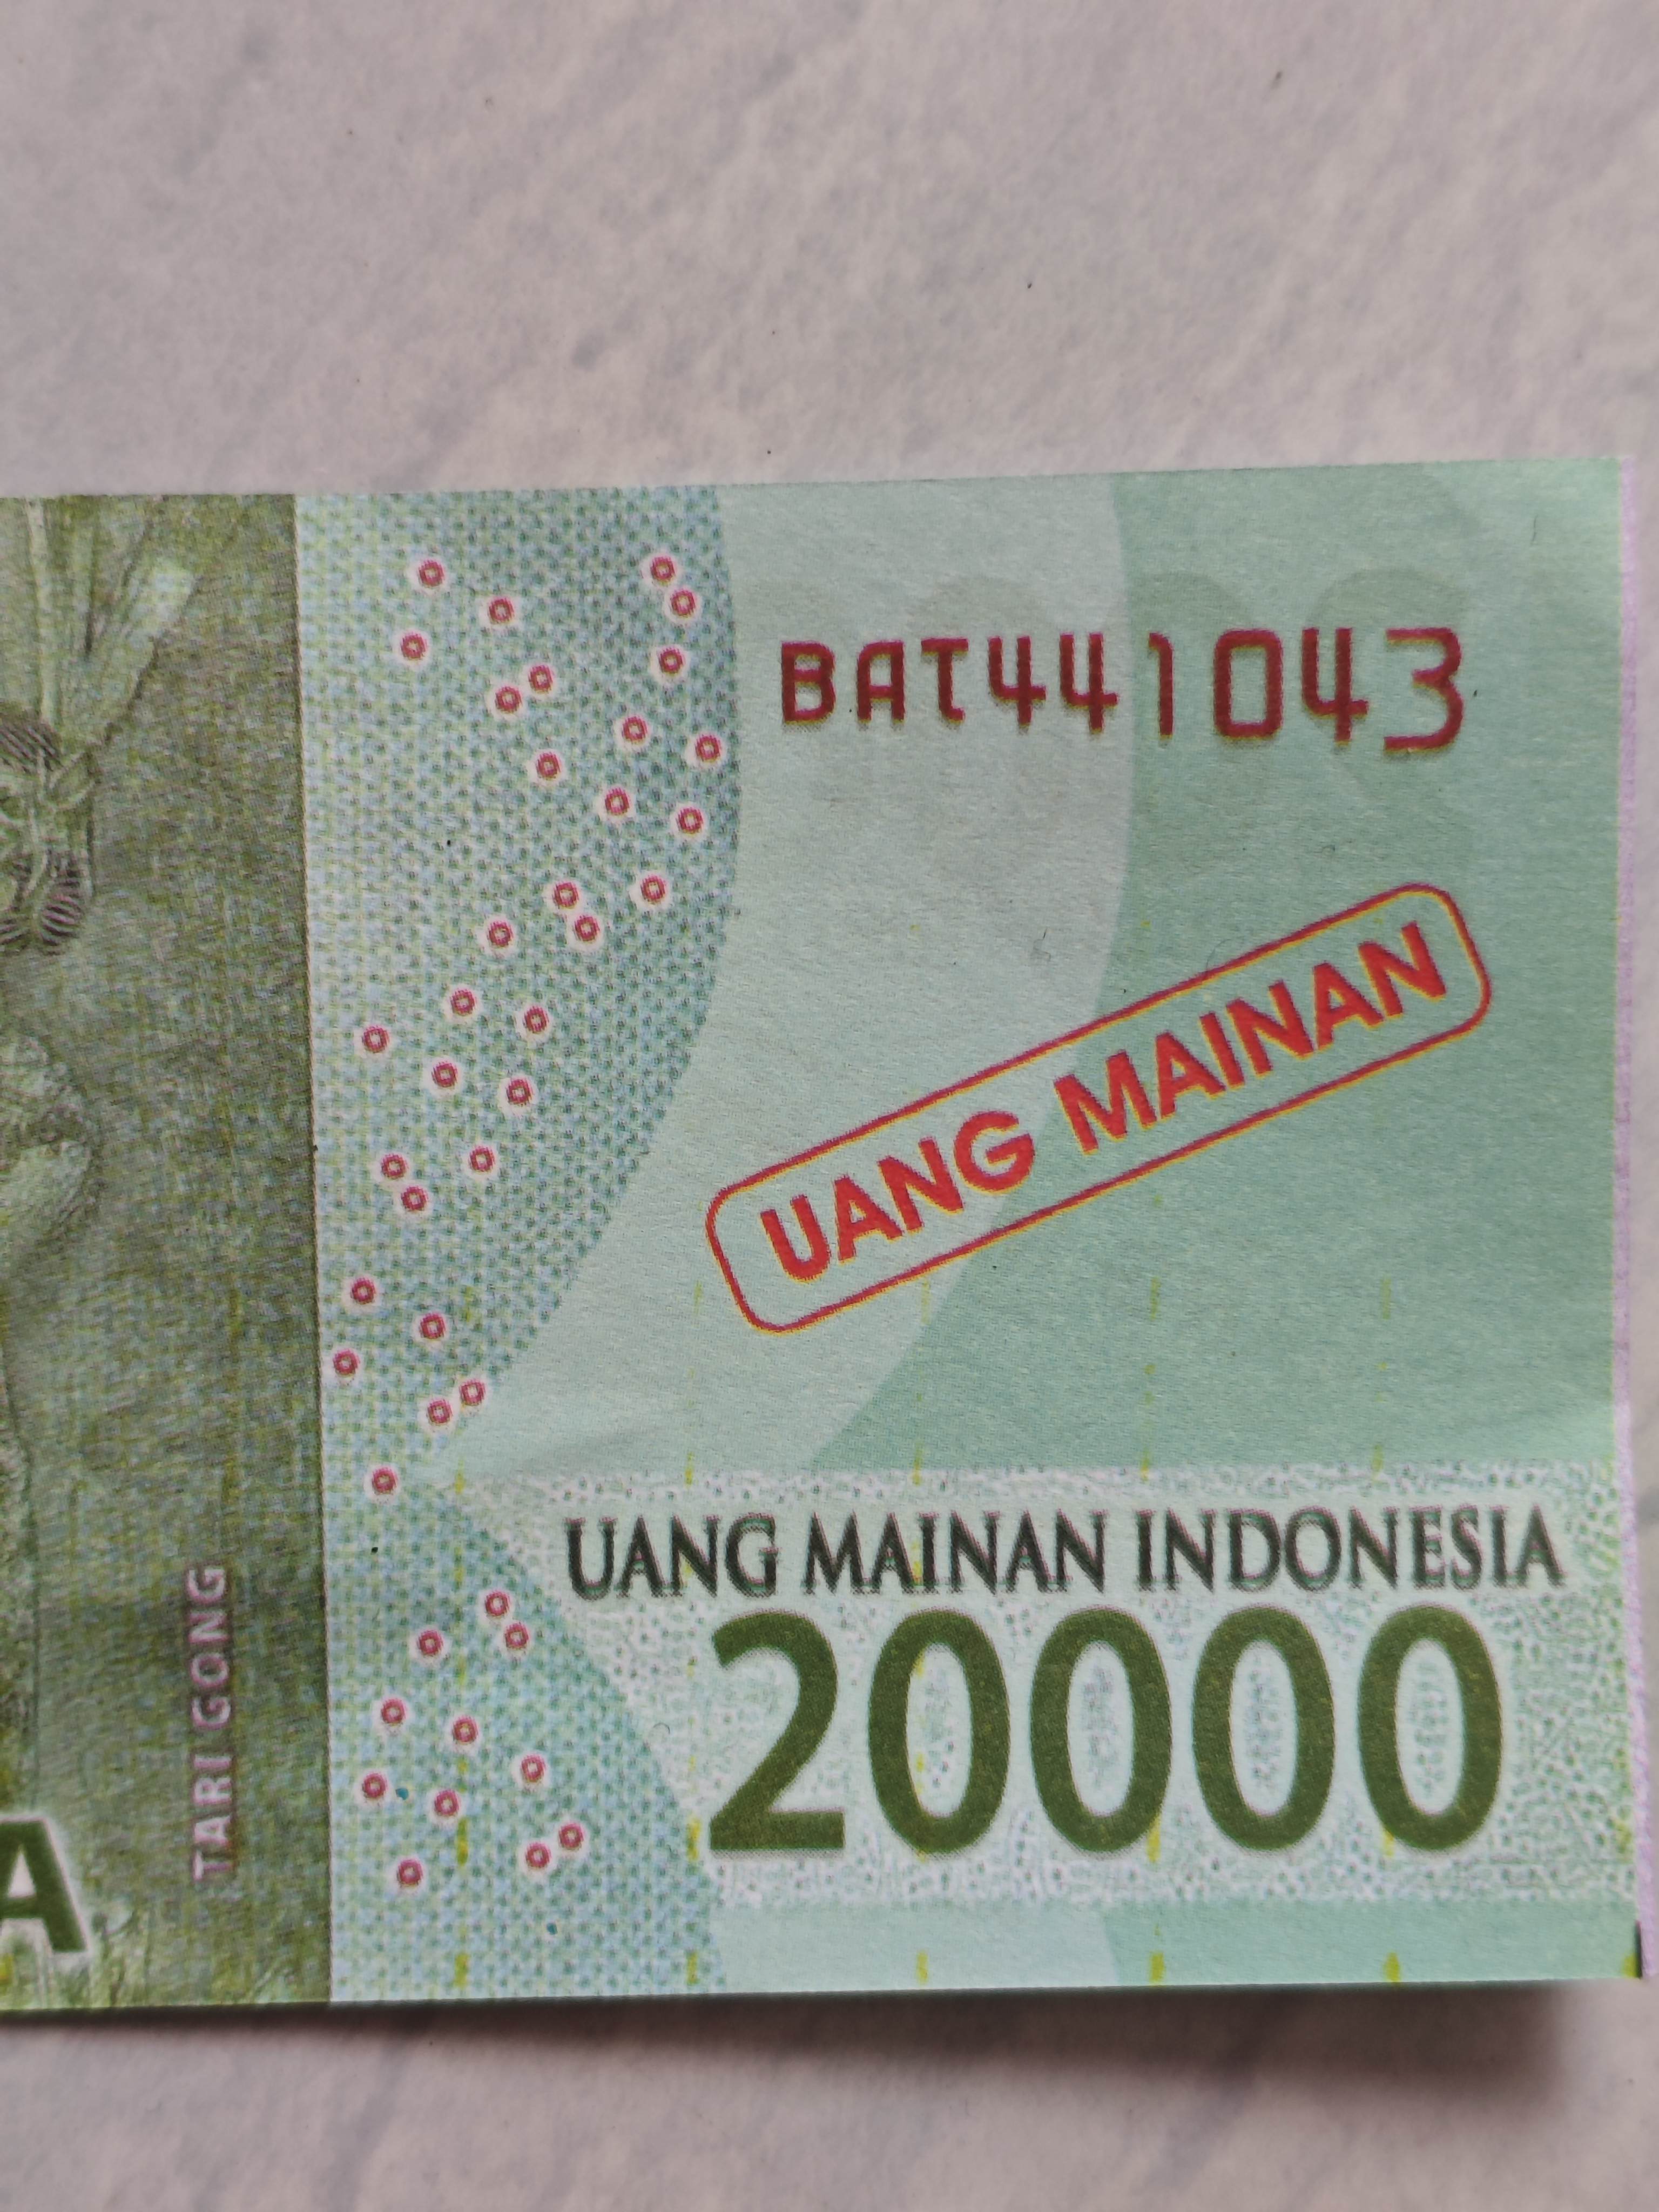 BAT441043
UANG MAINAN
UANG MAINAN INDONESIA
20000
TARI GONG
A